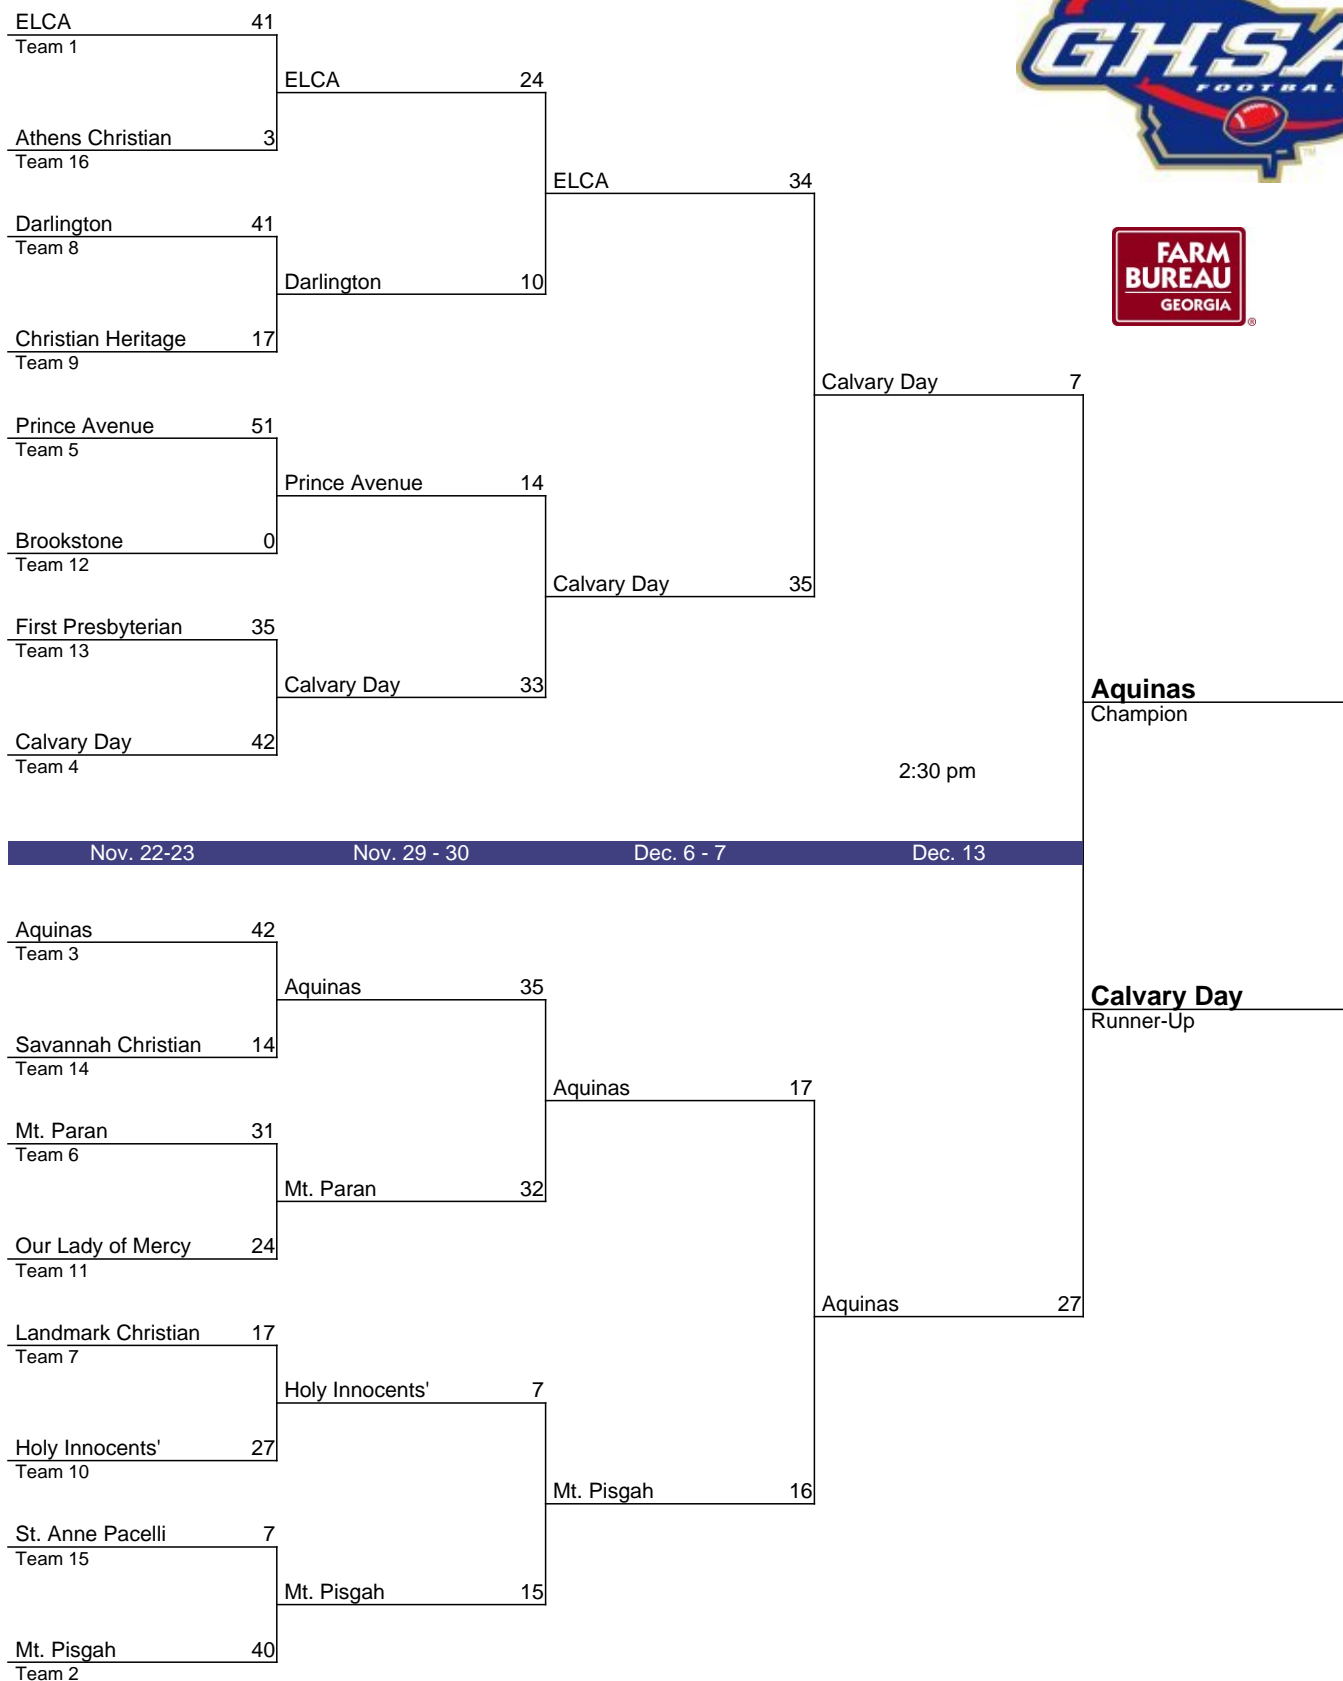 GHSA
FOOTBAL
TM
FARM
BUREAU
GEORGIA
®
ELCA 41
Team 1
ELCA 24
Athens Christian 3
Team 16
ELCA 34
Darlington 41
Team 8
Darlington 10
Christian Heritage 17
Team 9
Calvary Day 7
Prince Avenue 51
Team 5
Prince Avenue 14
Brookstone 0
Team 12
Calvary Day 35
First Presbyterian 35
Team 13
Calvary Day 33
Aquinas
Champion
Calvary Day 42
Team 4
2:30 pm
Nov. 22-23 Nov. 29 - 30 Dec. 6 - 7 Dec. 13
Aquinas 42
Team 3
Aquinas 35
Calvary Day
Runner-Up
Savannah Christian 14
Team 14
Aquinas 17
Mt. Paran 31
Team 6
Mt. Paran 32
Our Lady of Mercy 24
Team 11
Aquinas 27
Landmark Christian 17
Team 7
Holy Innocents' 7
Holy Innocents' 27
Team 10
Mt. Pisgah 16
St. Anne Pacelli 7
Team 15
Mt. Pisgah 15
Mt. Pisgah 40
Team 2